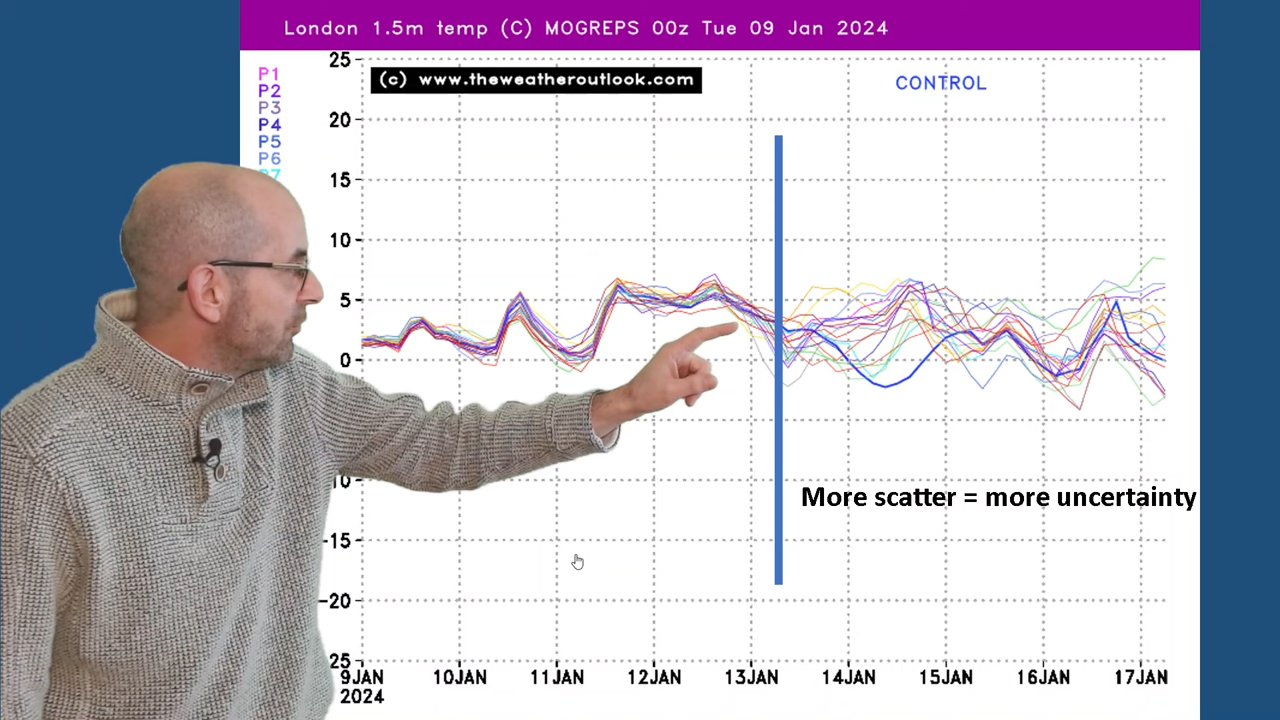 London 1.5m temp (C) MOGREPS 00z Tue 09 Jan 2024
(c) www.theweatheroutlook.com
CONTROL
P1
P2
P3
P4
P5
P6
P7
25
20
15
10
5
0
10
-15
-20
25
More scatter = more uncertainty
9JAN 10JAN 11JAN 12JAN 13JAN 14JAN 15JAN 16JAN 17JAN
2024